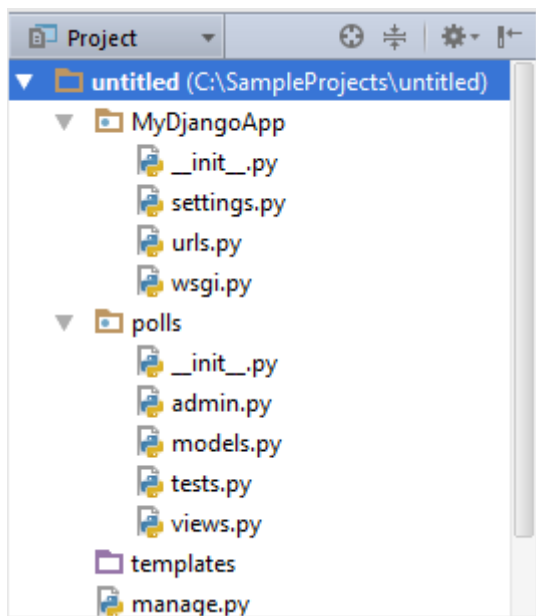 Project
untitled (C:\SampleProjects\untitled)
MyDjangoApp
__init__.py
settings.py
urls.py
wsgi.py
polls
__init__.py
admin.py
models.py
tests.py
views.py
templates
manage.py